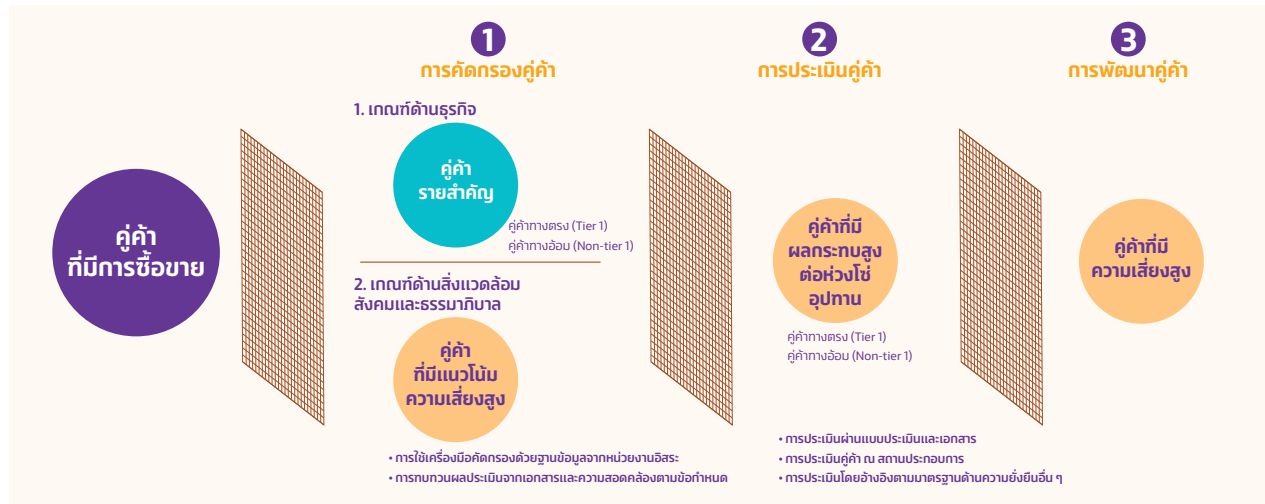 คู่ค้า
ที่มีการซื้อขาย
1
การคัดกรองคู่ค้า
1. เกณฑ์ด้านธุรกิจ
คู่ค้า
รายสำคัญ
คู่ค้าทางตรง (Tier 1)
คู่ค้าทางอ้อม (Non-tier 1)
2. เกณฑ์ด้านสิ่งแวดล้อม
สังคมและธรรมาภิบาล
คู่ค้า
ที่มีแนวโน้ม
ความเสี่ยงสูง
• การใช้เครื่องมือคัดกรองด้วยฐานข้อมูลจากหน่วยงานอิสระ
• การทบทวนผลประเมินจากเอกสารและความสอดคล้องตามข้อกำหนด
2
การประเมินคู่ค้า
คู่ค้าที่มี
ผลกระทบสูง
ต่อห่วงโซ่
อุปทาน
คู่ค้าทางตรง (Tier 1)
คู่ค้าทางอ้อม (Non-tier 1)
• การประเมินผ่านแบบประเมินและเอกสาร
• การประเมินคู่ค้า ณ สถานประกอบการ
• การประเมินโดยอ้างอิงตามมาตรฐานด้านความยั่งยืนอื่น ๆ
3
การพัฒนาคู่ค้า
คู่ค้าที่มี
ความเสี่ยงสูง